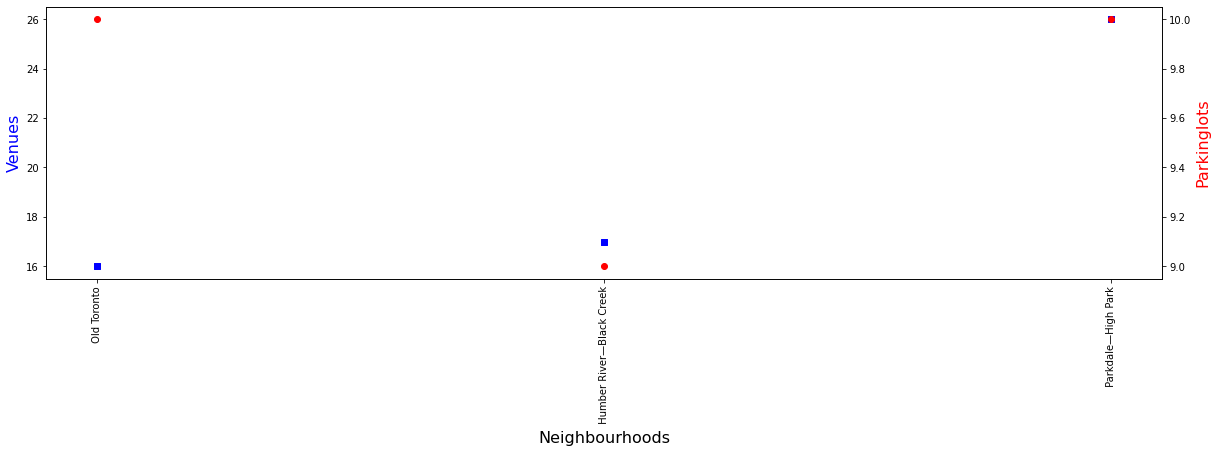 26
24
22
20
18
16
Venues
10.0
9.8
9.6
9.4
9.2
9.0
Parkinglots
Old Toronto
Humber River—Black Creek
Parkdale—High Park
Neighbourhoods